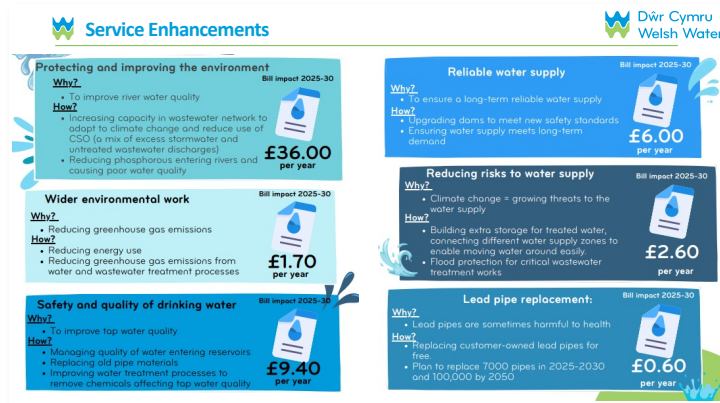 Service Enhancements
Dŵr Cymru
Welsh Water
Protecting and improving the environment
Bill impact 2025-30
Why?
• To improve river water quality
How?
• Increasing capacity in wastewater network to
adapt to climate change and reduce use of
CSO (a mix of excess stormwater and
untreated wastewater discharges)
• Reducing phosphorous entering rivers and
causing poor water quality
£36.00
per year
Wider environmental work
Bill impact 2025-30
Why?
• Reducing greenhouse gas emissions
How?
• Reducing energy use
• Reducing greenhouse gas emissions from
water and wastewater treatment processes
£1.70
per year
Safety and quality of drinking water
Bill impact 2025-30
Why?
• To improve tap water quality
How?
• Managing quality of water entering reservoirs
• Replacing old pipe materials
• Improving water treatment processes to
remove chemicals affecting tap water quality
£9.40
per year
Reliable water supply
Bill impact 2025-30
Why?
• To ensure a long-term reliable water supply
How?
• Upgrading dams to meet new safety standards
• Ensuring water supply meets long-term
demand
£6.00
per year
Reducing risks to water supply
Bill impact 2025-30
Why?
• Climate change = growing threats to the
water supply
How?
• Building extra storage for treated water,
connecting different water supply zones to
enable moving water around easily.
• Flood protection for critical wastewater
treatment works
£2.60
per year
Lead pipe replacement:
Bill impact 2025-30
Why?
• Lead pipes are sometimes harmful to health
How?
• Replacing customer-owned lead pipes for
free.
• Plan to replace 7000 pipes in 2025-2030
and 100,000 by 2050
£0.60
per year